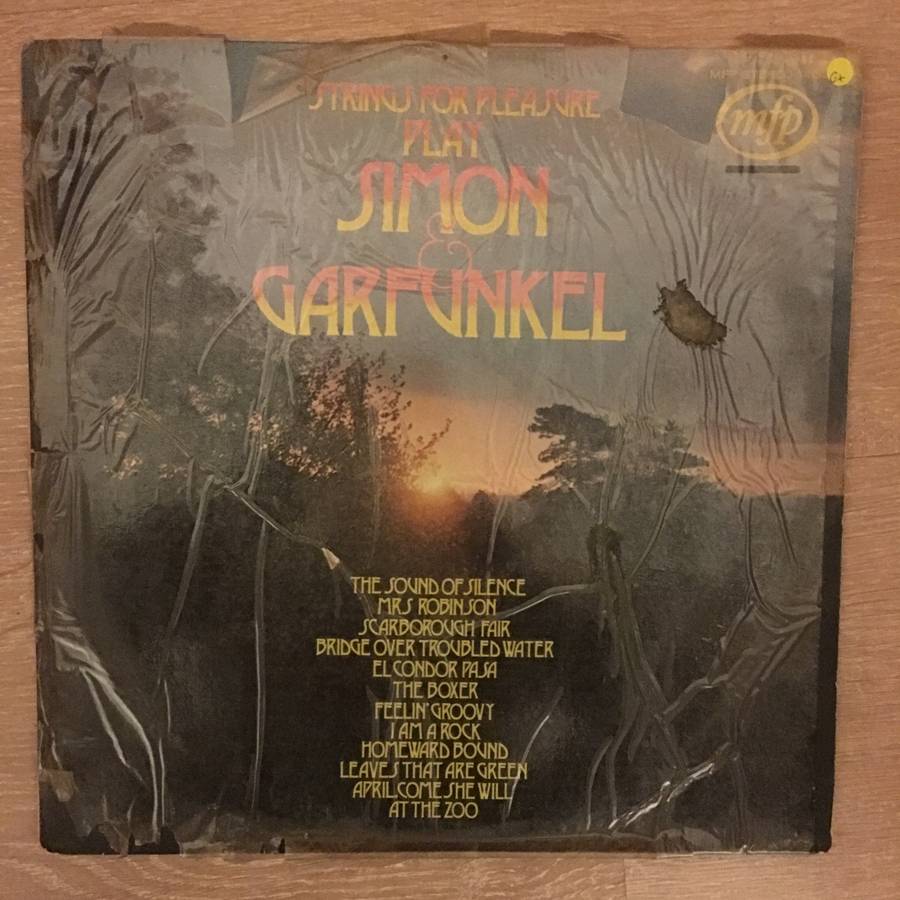 STRINGS FOR PLEASURE
PLAY
SIMON
&
GARFUNKEL
mfp
G+
THE SOUND OF SILENCE
MRS ROBINSON
SCARBOROUGH FAIR
BRIDGE OVER TROUBLED WATER
EL CONDOR PASA
THE BOXER
FEELIN' GROOVY
I AM A ROCK
HOMEWARD BOUND
LEAVES THAT ARE GREEN
APRIL, COME SHE WILL
AT THE ZOO